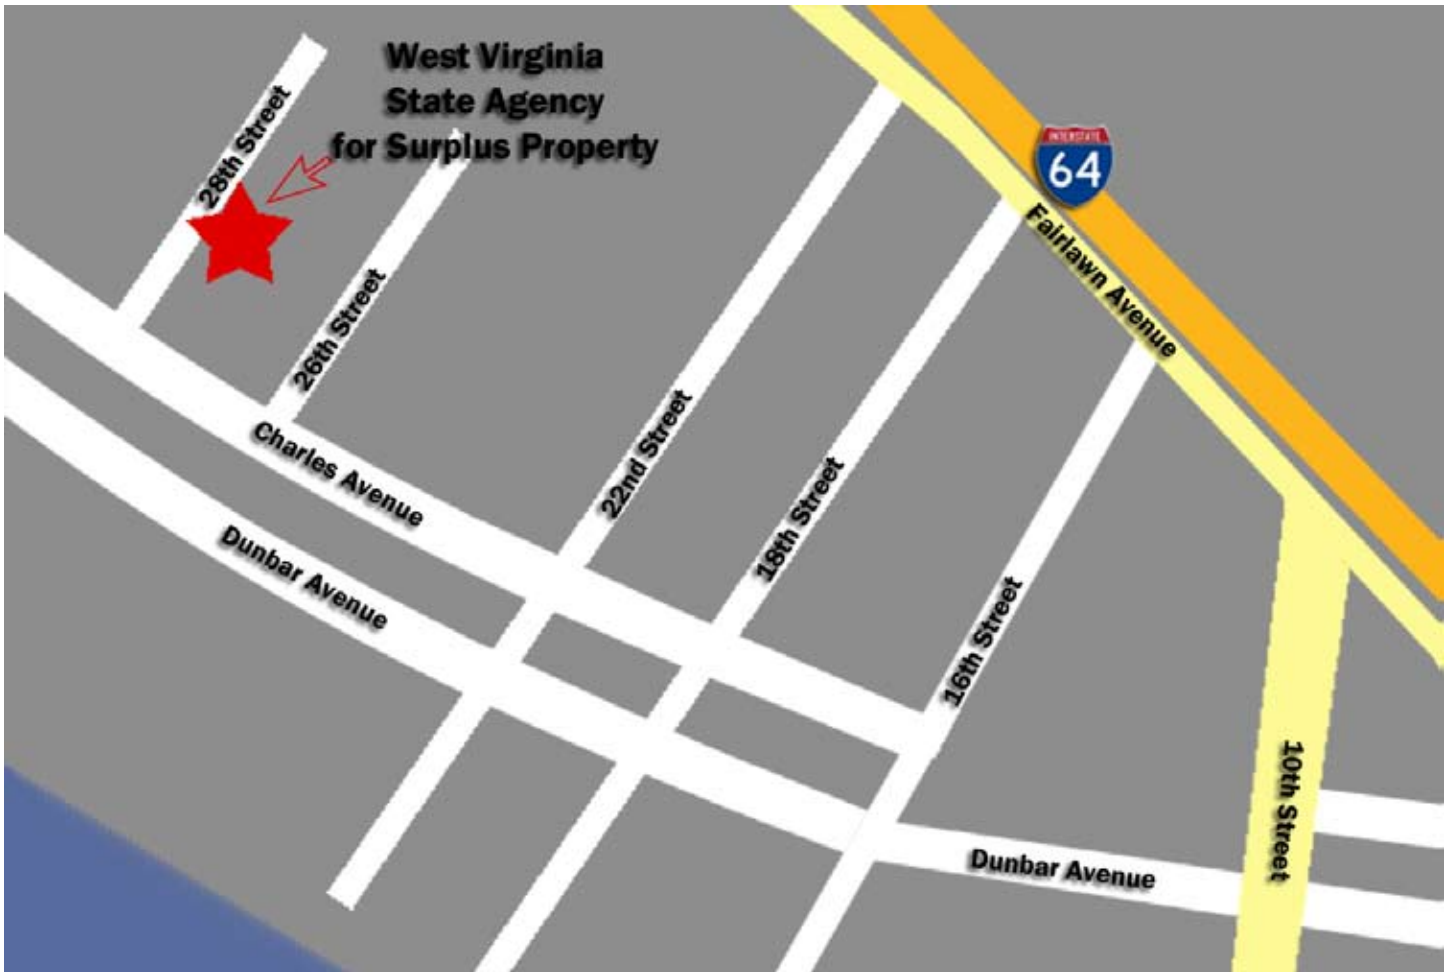 West Virginia
State Agency
for Surplus Property
28th Street
INTERSTATE
64
Fairlawn Avenue
26th Street
22nd Street
Charles Avenue
18th Street
Dunbar Avenue
16th Street
10th Street
Dunbar Avenue